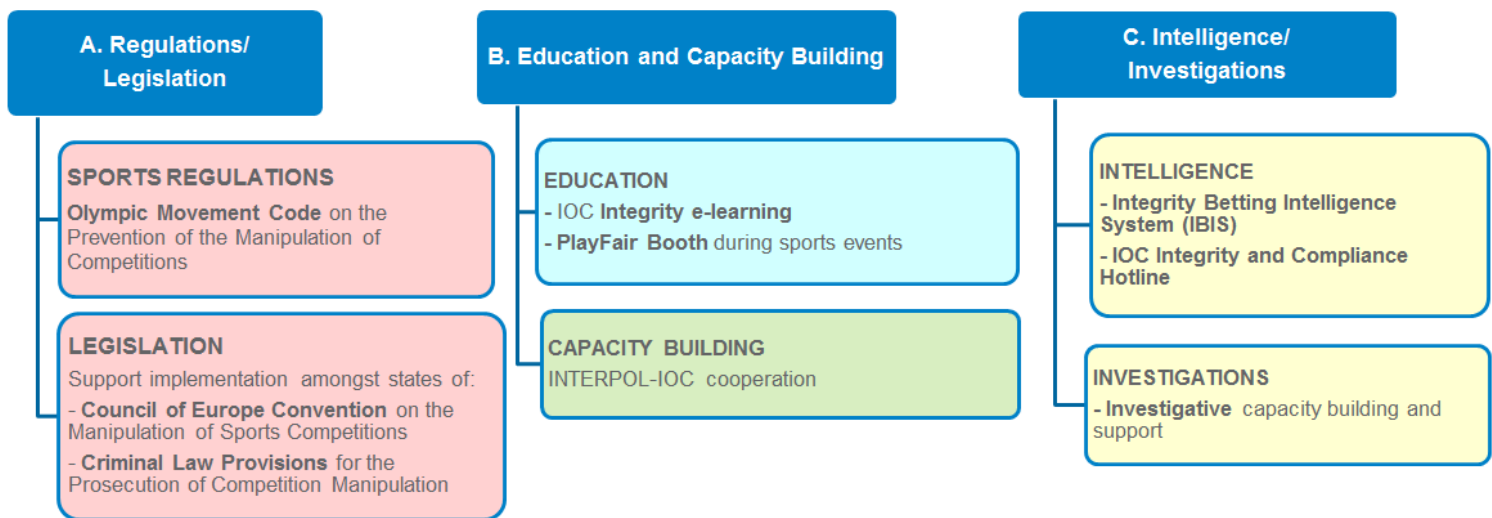 A. Regulations/
Legislation
SPORTS REGULATIONS
Olympic Movement Code on the
Prevention of the Manipulation of
Competitions
LEGISLATION
Support implementation amongst states of:
- Council of Europe Convention on the
Manipulation of Sports Competitions
- Criminal Law Provisions for the
Prosecution of Competition Manipulation
B. Education and Capacity Building
EDUCATION
- IOC Integrity e-learning
- PlayFair Booth during sports events
CAPACITY BUILDING
INTERPOL-IOC cooperation
C. Intelligence/
Investigations
INTELLIGENCE
- Integrity Betting Intelligence
System (IBIS)
- IOC Integrity and Compliance
Hotline
INVESTIGATIONS
- Investigative capacity building and
support